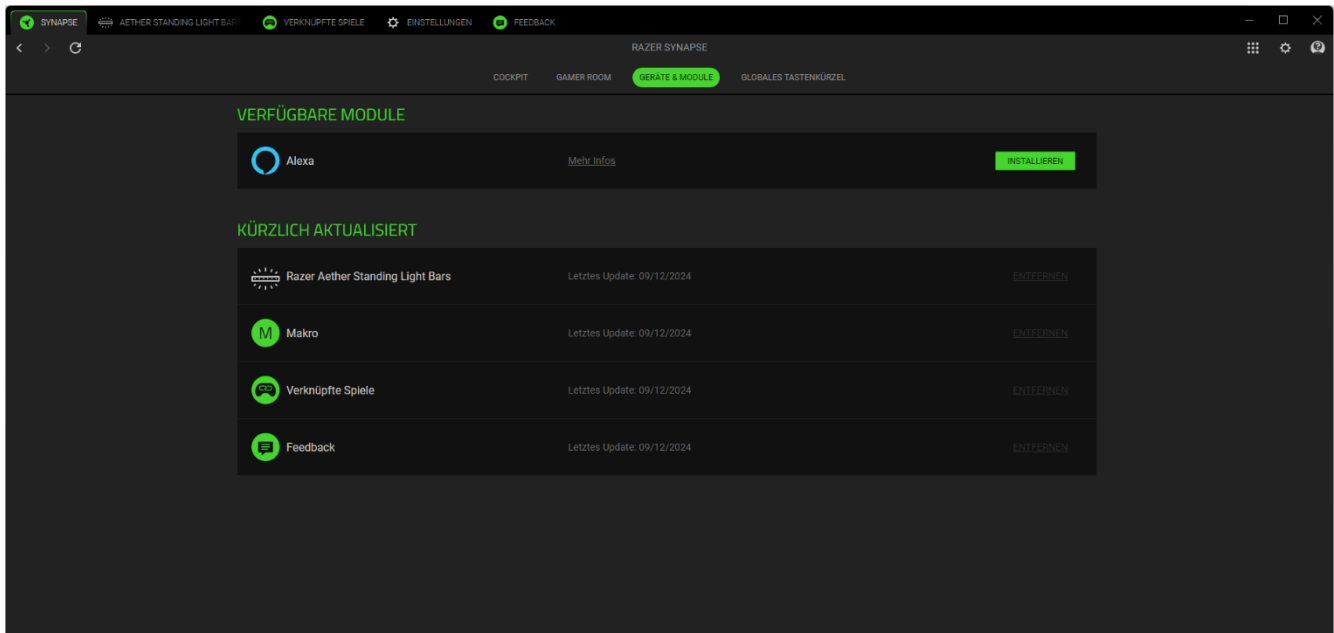 SYNAPSE
AETHER STANDING LIGHT BAR
VERKNÜPFTE SPIELE
EINSTELLUNGEN
FEEDBACK
RAZER SYNAPSE
COCKPIT
GAMER ROOM
GERÄTE & MODULE
GLOBALES TASTENKÜRZEL
VERFÜGBARE MODULE
Alexa
Mehr Infos
INSTALLIEREN
KÜRZLICH AKTUALISIERT
Razer Aether Standing Light Bars
Letztes Update: 09/12/2024
ENTFERNEN
M
Makro
Letztes Update: 09/12/2024
ENTFERNEN
Verknüpfte Spiele
Letztes Update: 09/12/2024
ENTFERNEN
Feedback
Letztes Update: 09/12/2024
ENTFERNEN